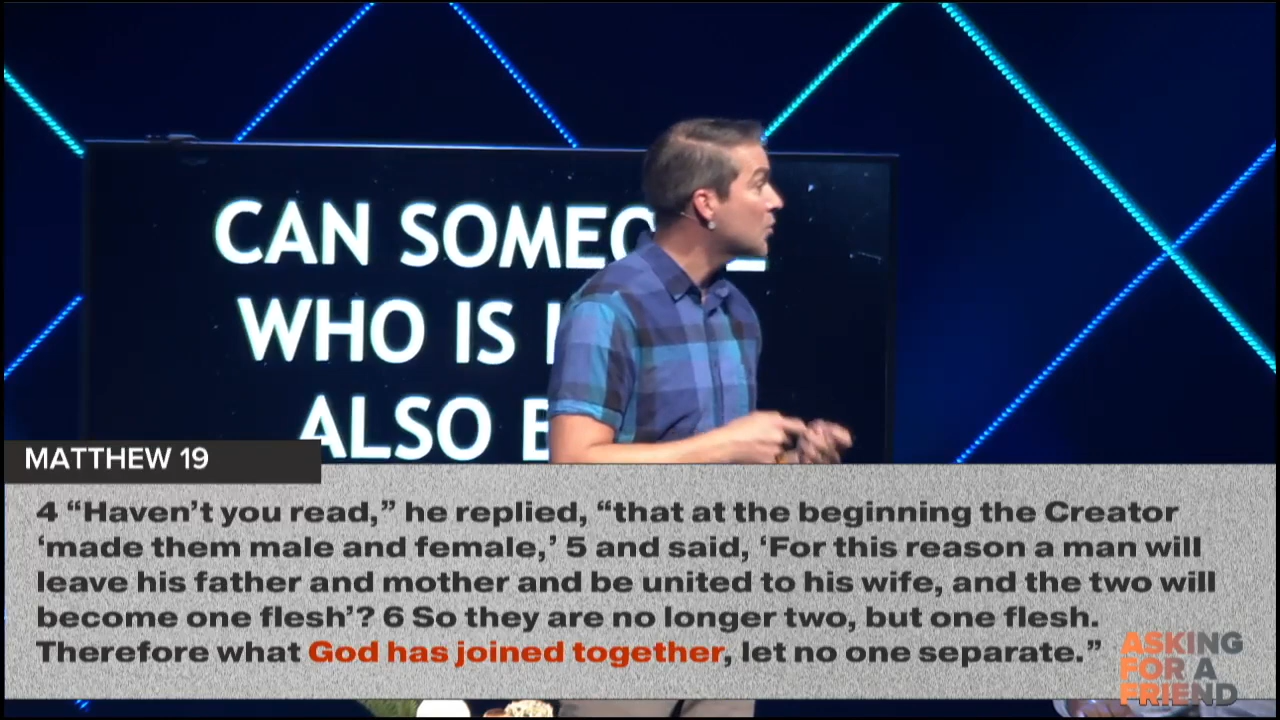 CAN SOMEO
WHO IS
ALSO
MATTHEW 19
4 “Haven’t you read,” he replied, “that at the beginning the Creator
‘made them male and female,’ 5 and said, ‘For this reason a man will
leave his father and mother and be united to his wife, and the two will
become one flesh’? 6 So they are no longer two, but one flesh.
Therefore what God has joined together, let no one separate.”
ASKING
FOR A
FRIEND